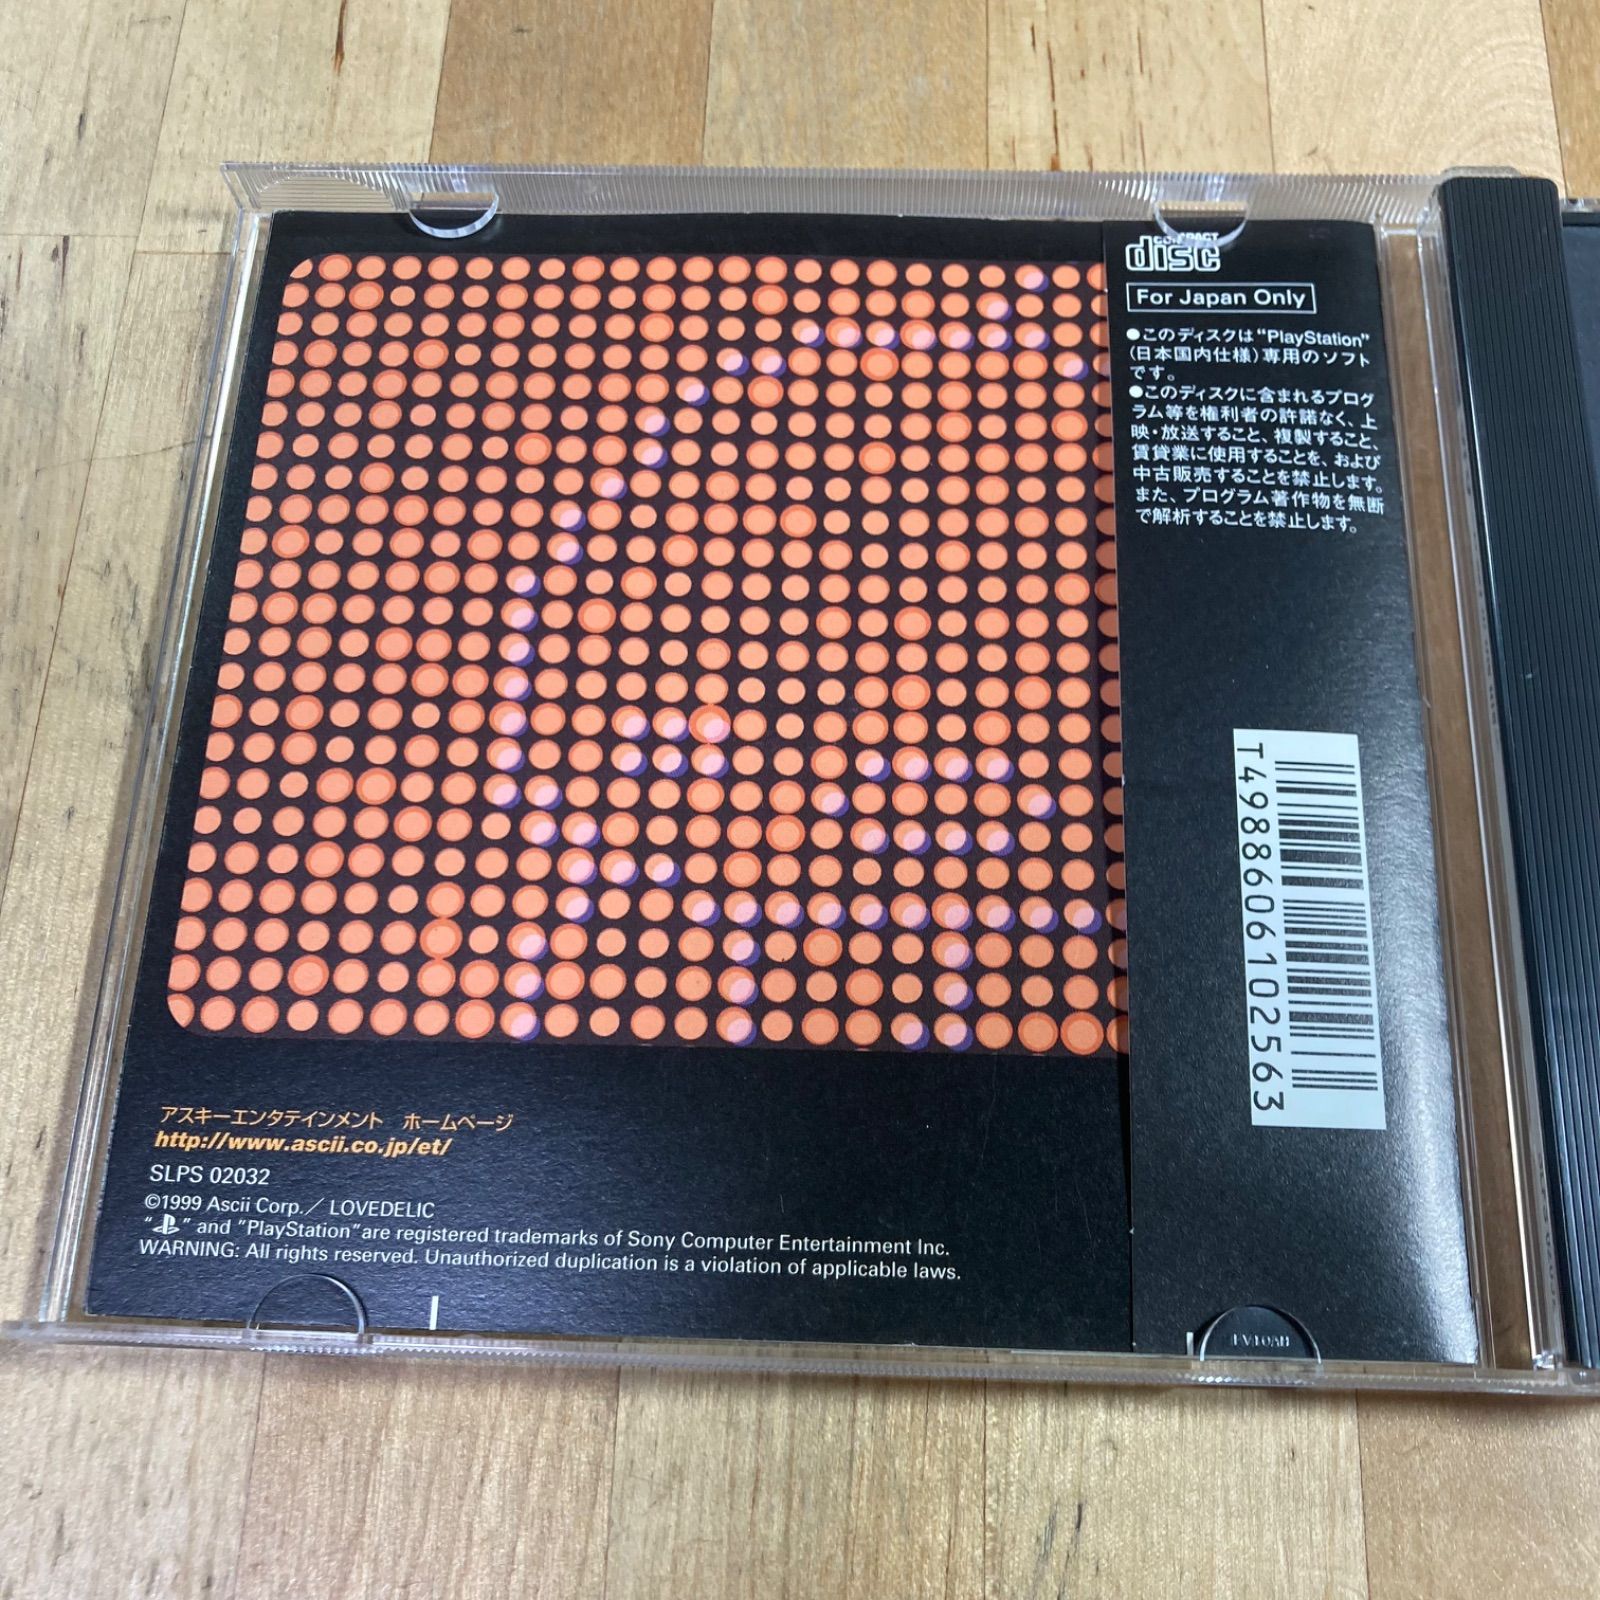 COMPACT
disc
For Japan Only
●このディスクは“PlayStation”
(日本国内仕様)専用のソフト
です。
●このディスクに含まれるプログ
ラム等を権利者の許諾なく、上
映・放送すること、複製すること、
賃貸業に使用することを、および
中古販売することを禁止します。
また、プログラム著作物を無断
で解析することを禁止します。
T4988606102563
アスキーエンタテインメント ホームページ
http://www.ascii.co.jp/et/
SLPS 02032
©1999 Ascii Corp.／ LOVEDELIC
“ ” and “PlayStation”are registered trademarks of Sony Computer Entertainment Inc.
WARNING: All rights reserved. Unauthorized duplication is a violation of applicable laws.